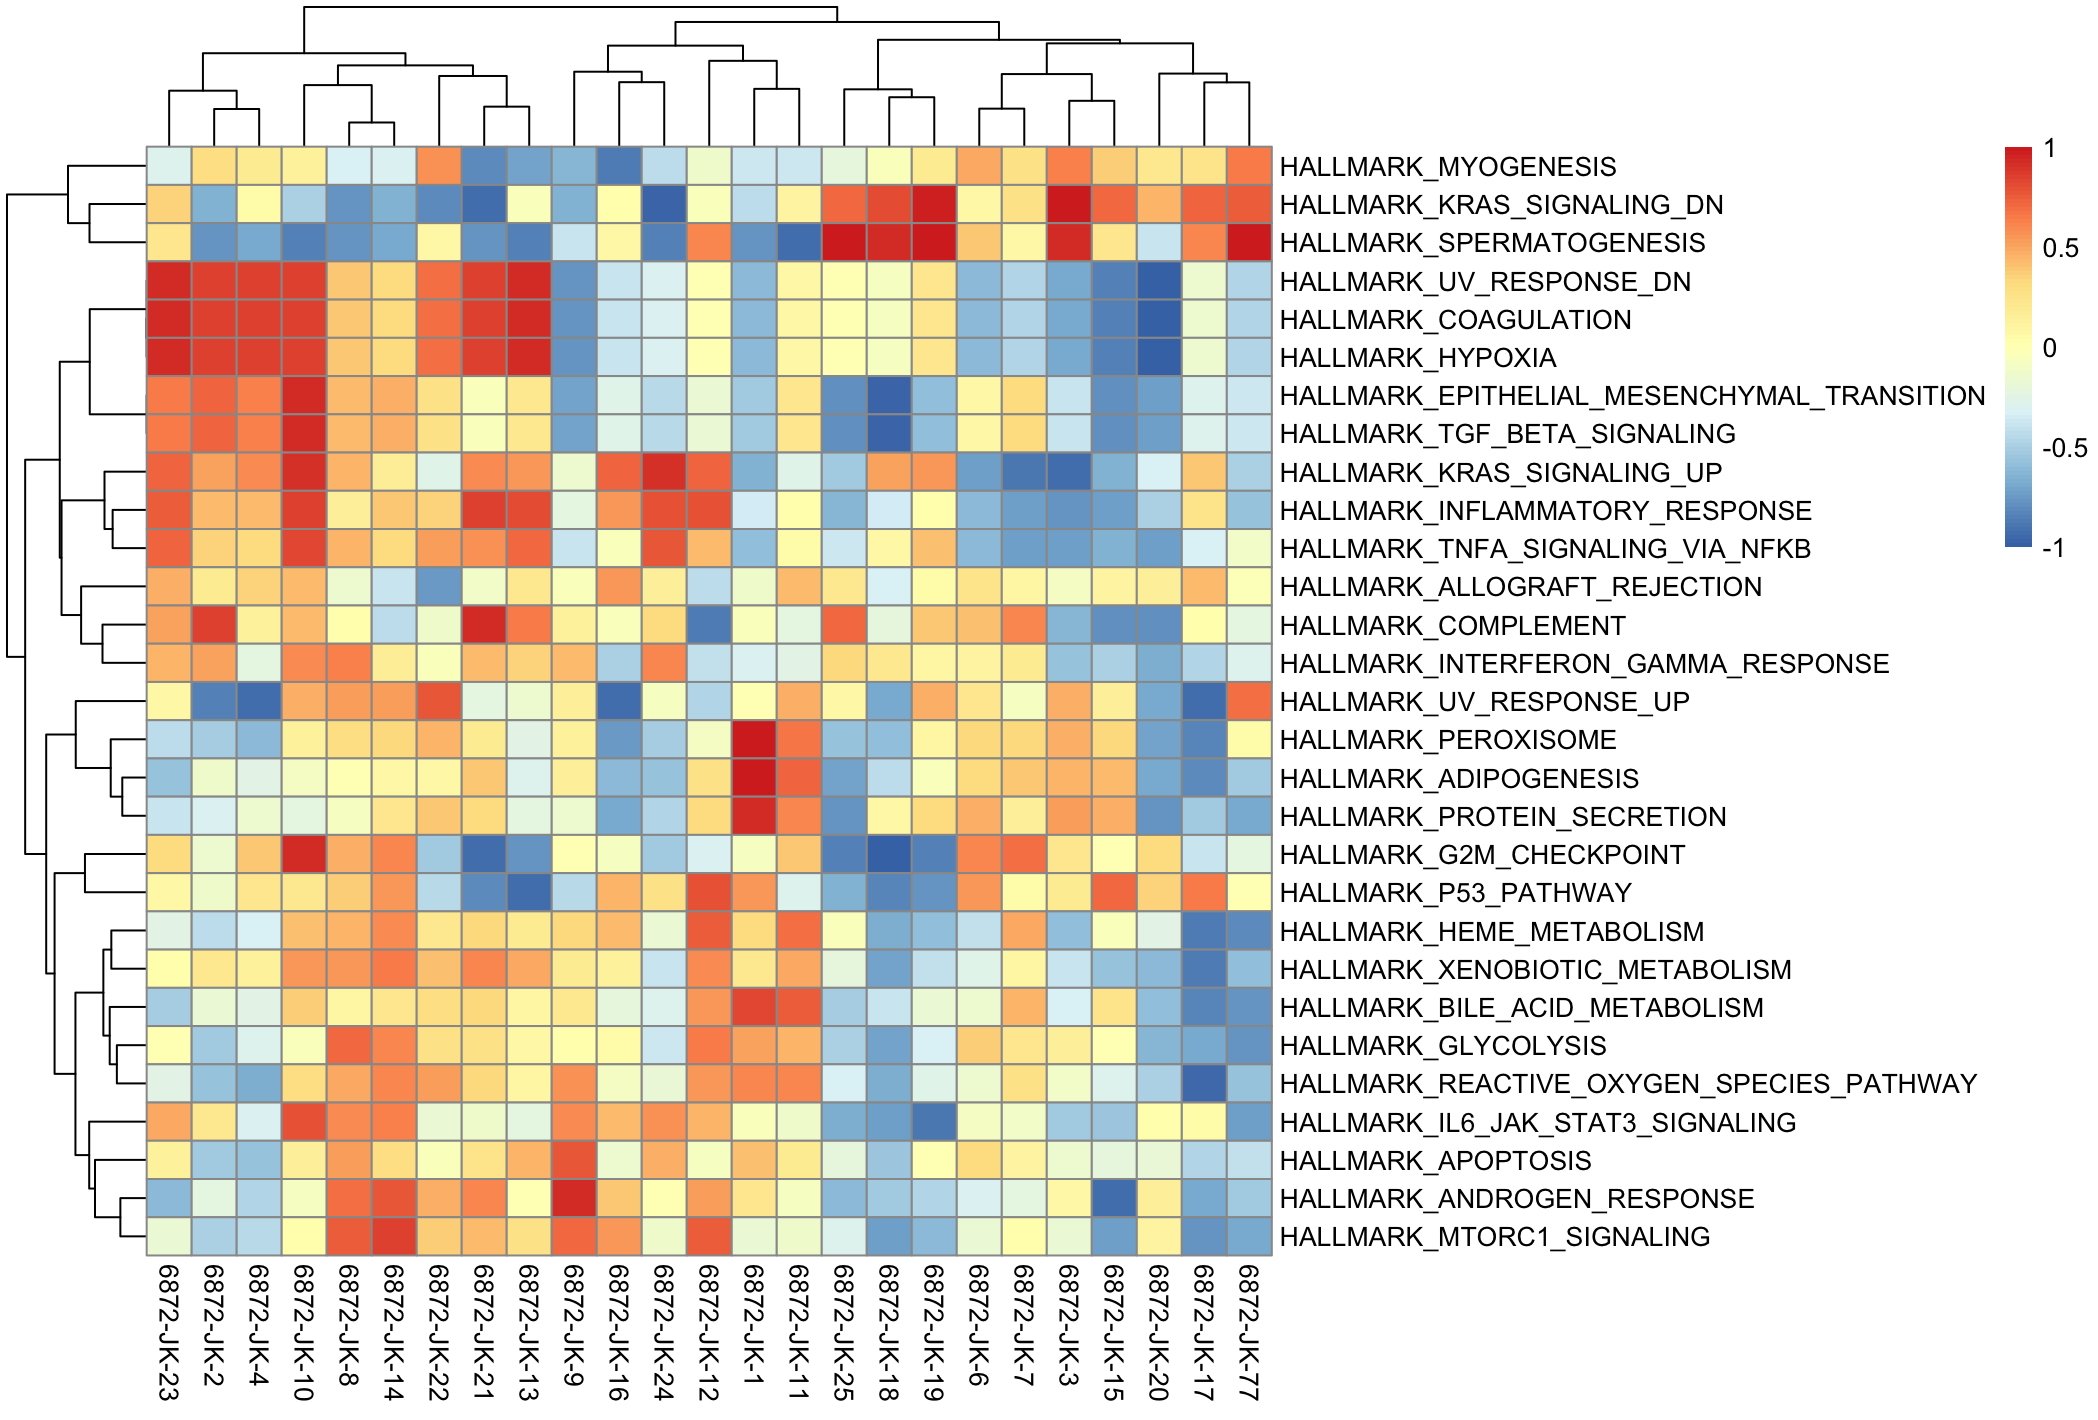 HALLMARK_MYOGENESIS
HALLMARK_KRAS_SIGNALING_DN
HALLMARK_SPERMATOGENESIS
HALLMARK_UV_RESPONSE_DN
HALLMARK_COAGULATION
HALLMARK_HYPOXIA
HALLMARK_EPITHELIAL_MESENCHYMAL_TRANSITION
HALLMARK_TGF_BETA_SIGNALING
HALLMARK_KRAS_SIGNALING_UP
HALLMARK_INFLAMMATORY_RESPONSE
HALLMARK_TNFA_SIGNALING_VIA_NFKB
HALLMARK_ALLOGRAFT_REJECTION
HALLMARK_COMPLEMENT
HALLMARK_INTERFERON_GAMMA_RESPONSE
HALLMARK_UV_RESPONSE_UP
HALLMARK_PEROXISOME
HALLMARK_ADIPOGENESIS
HALLMARK_PROTEIN_SECRETION
HALLMARK_G2M_CHECKPOINT
HALLMARK_P53_PATHWAY
HALLMARK_HEME_METABOLISM
HALLMARK_XENOBIOTIC_METABOLISM
HALLMARK_BILE_ACID_METABOLISM
HALLMARK_GLYCOLYSIS
HALLMARK_REACTIVE_OXYGEN_SPECIES_PATHWAY
HALLMARK_IL6_JAK_STAT3_SIGNALING
HALLMARK_APOPTOSIS
HALLMARK_ANDROGEN_RESPONSE
HALLMARK_MTORC1_SIGNALING
1
0.5
0
-0.5
-1
6872-JK-23
6872-JK-2
6872-JK-4
6872-JK-10
6872-JK-8
6872-JK-14
6872-JK-22
6872-JK-21
6872-JK-13
6872-JK-9
6872-JK-16
6872-JK-24
6872-JK-12
6872-JK-1
6872-JK-11
6872-JK-25
6872-JK-18
6872-JK-19
6872-JK-6
6872-JK-7
6872-JK-3
6872-JK-15
6872-JK-20
6872-JK-17
6872-JK-77